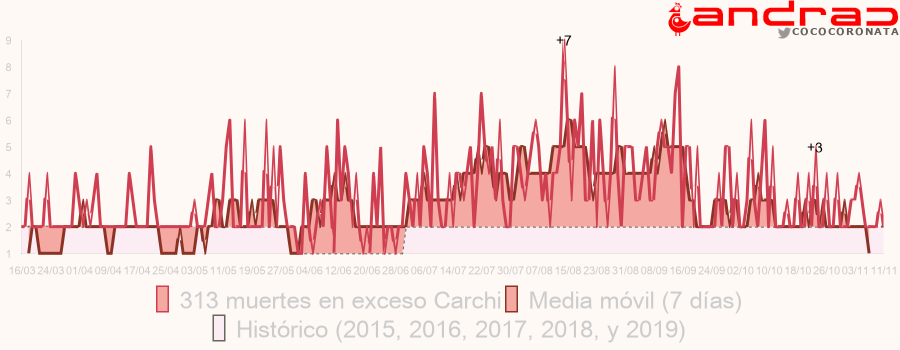 andrac
COCOCORONATA
+7
+3
9
8
7
6
5
4
3
2
1
16/03 24/03 01/04 09/04 17/04 25/04 03/05 11/05 19/05 27/05 04/06 12/06 20/06 28/06 06/07 14/07 22/07 30/07 07/08 15/08 23/08 31/08 08/09 16/09 24/09 02/10 10/10 18/10 26/10 03/11 11/11
313 muertes en exceso Carchi Media móvil (7 días)
Histórico (2015, 2016, 2017, 2018, y 2019)